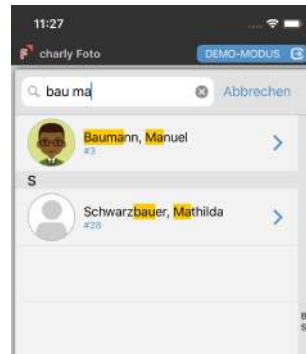 11:27
charly Foto DEMO-MODUS
bau ma Abbrechen
Baumann, Manuel
#3
S
Schwarzbauer, Mathilda
#28